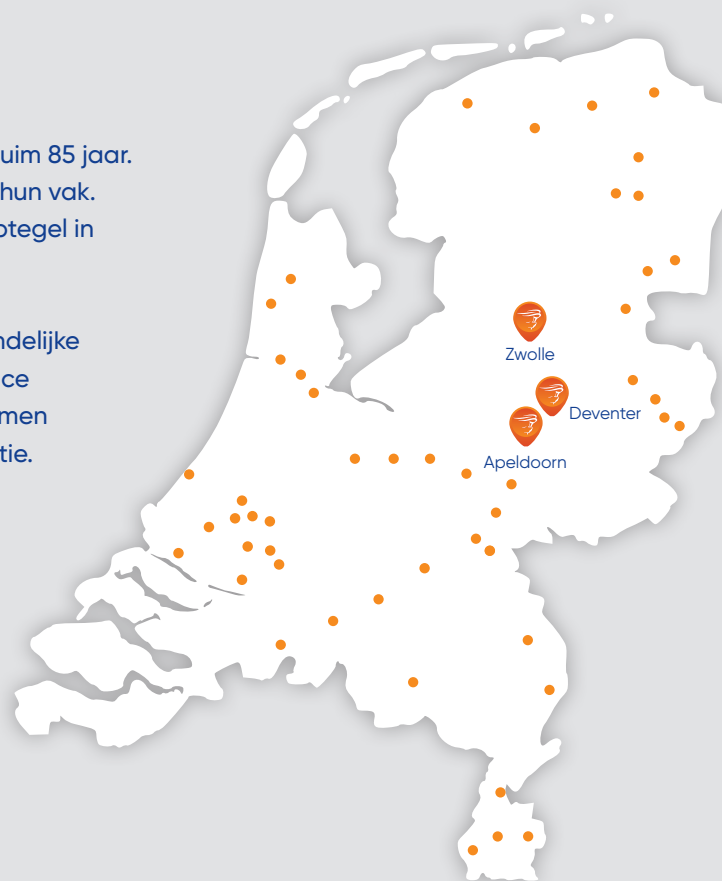 uim 85 jaar.
hun vak.
otegel in
ndelijke
ce
men
tie.
Zwolle
Deventer
Apeldoorn